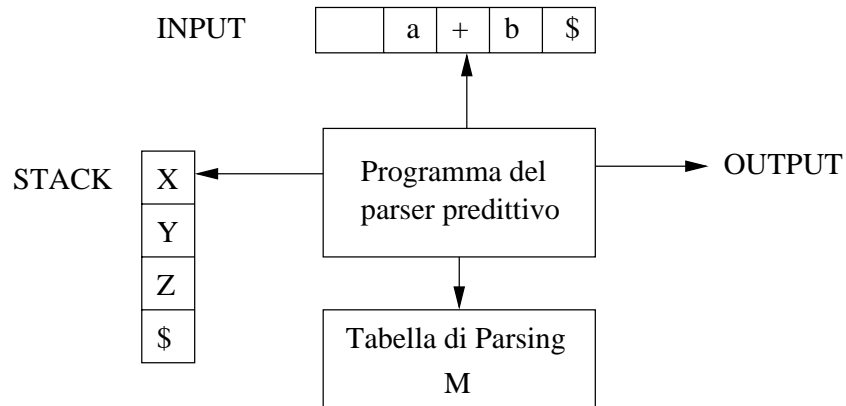 INPUT
a + b $
STACK
X
Y
Z
$
Programma del
parser predittivo
OUTPUT
Tabella di Parsing
M